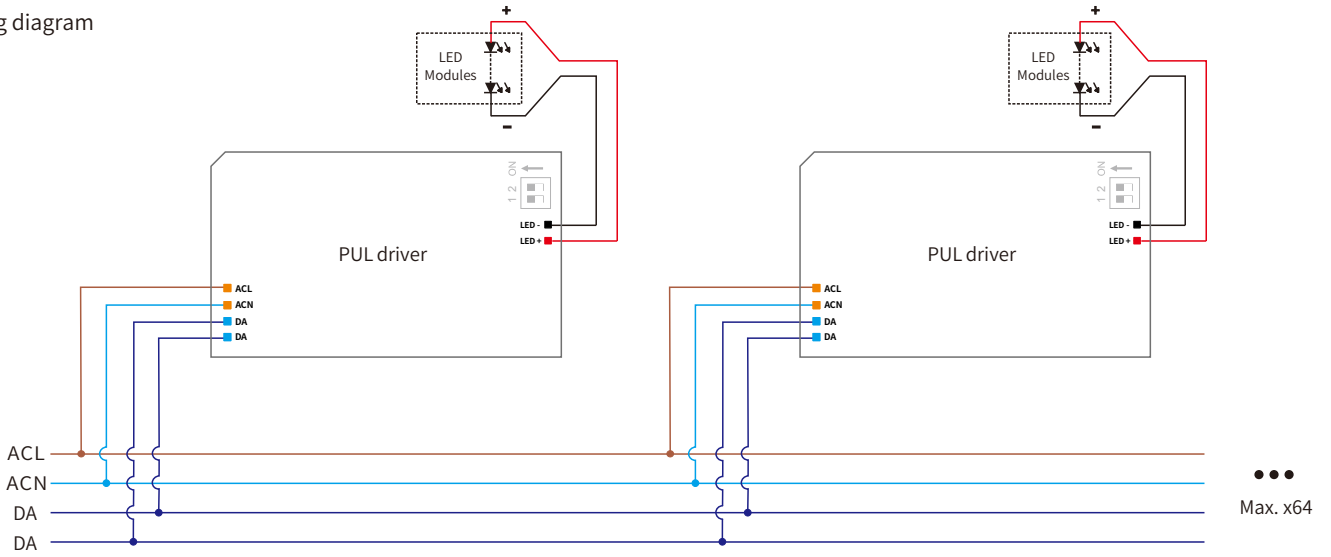 g diagram
+
LED
Modules
–
ON
1 2
LED -
LED +
PUL driver
ACL
ACN
DA
DA
+
LED
Modules
–
ON
1 2
LED -
LED +
PUL driver
ACL
ACN
DA
DA
ACL
ACN
DA
DA
•••
Max. x64